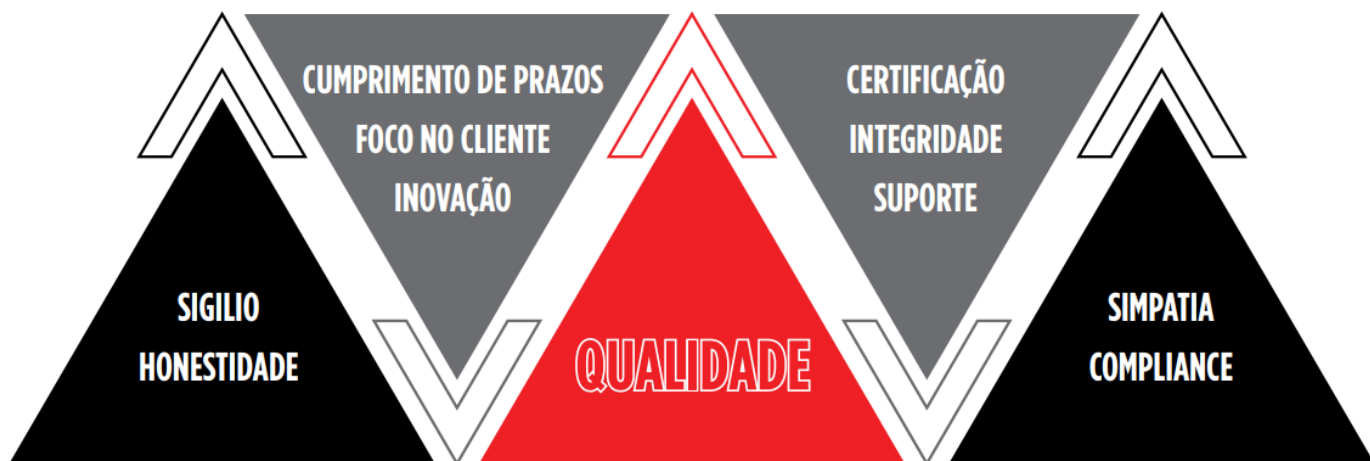 SIGILIO
HONESTIDADE
CUMPRIMENTO DE PRAZOS
FOCO NO CLIENTE
INOVAÇÃO
QUALIDADE
CERTIFICAÇÃO
INTEGRIDADE
SUPORTE
SIMPATIA
COMPLIANCE